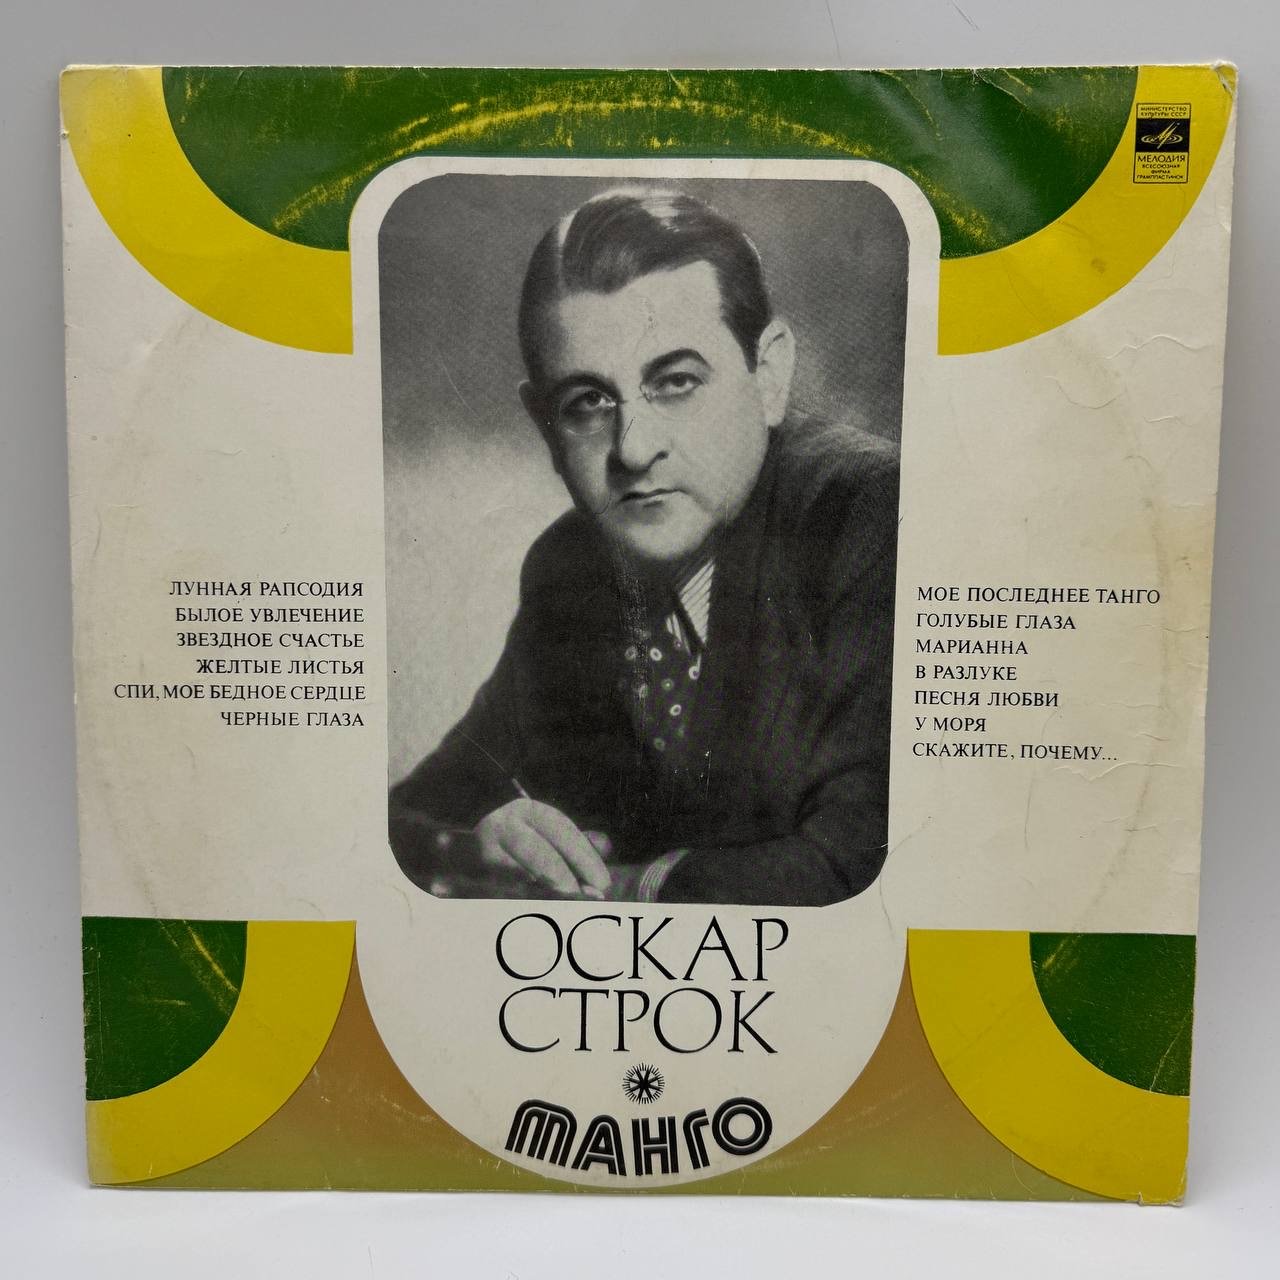 МИНИСТЕРСТВО
КУЛЬТУРЫ СССР
МЕЛОДИЯ
ВСЕСОЮЗНАЯ
ФИРМА
ГРАМПЛАСТИНОК
ЛУННАЯ РАПСОДИЯ
БЫЛОЕ УВЛЕЧЕНИЕ
ЗВЕЗДНОЕ СЧАСТЬЕ
ЖЕЛТЫЕ ЛИСТЬЯ
СПИ, МОЕ БЕДНОЕ СЕРДЦЕ
ЧЕРНЫЕ ГЛАЗА
МОЕ ПОСЛЕДНЕЕ ТАНГО
ГОЛУБЫЕ ГЛАЗА
МАРИАННА
В РАЗЛУКЕ
ПЕСНЯ ЛЮБВИ
У МОРЯ
СКАЖИТЕ, ПОЧЕМУ...
ОСКАР
СТРОК
ТАНГО